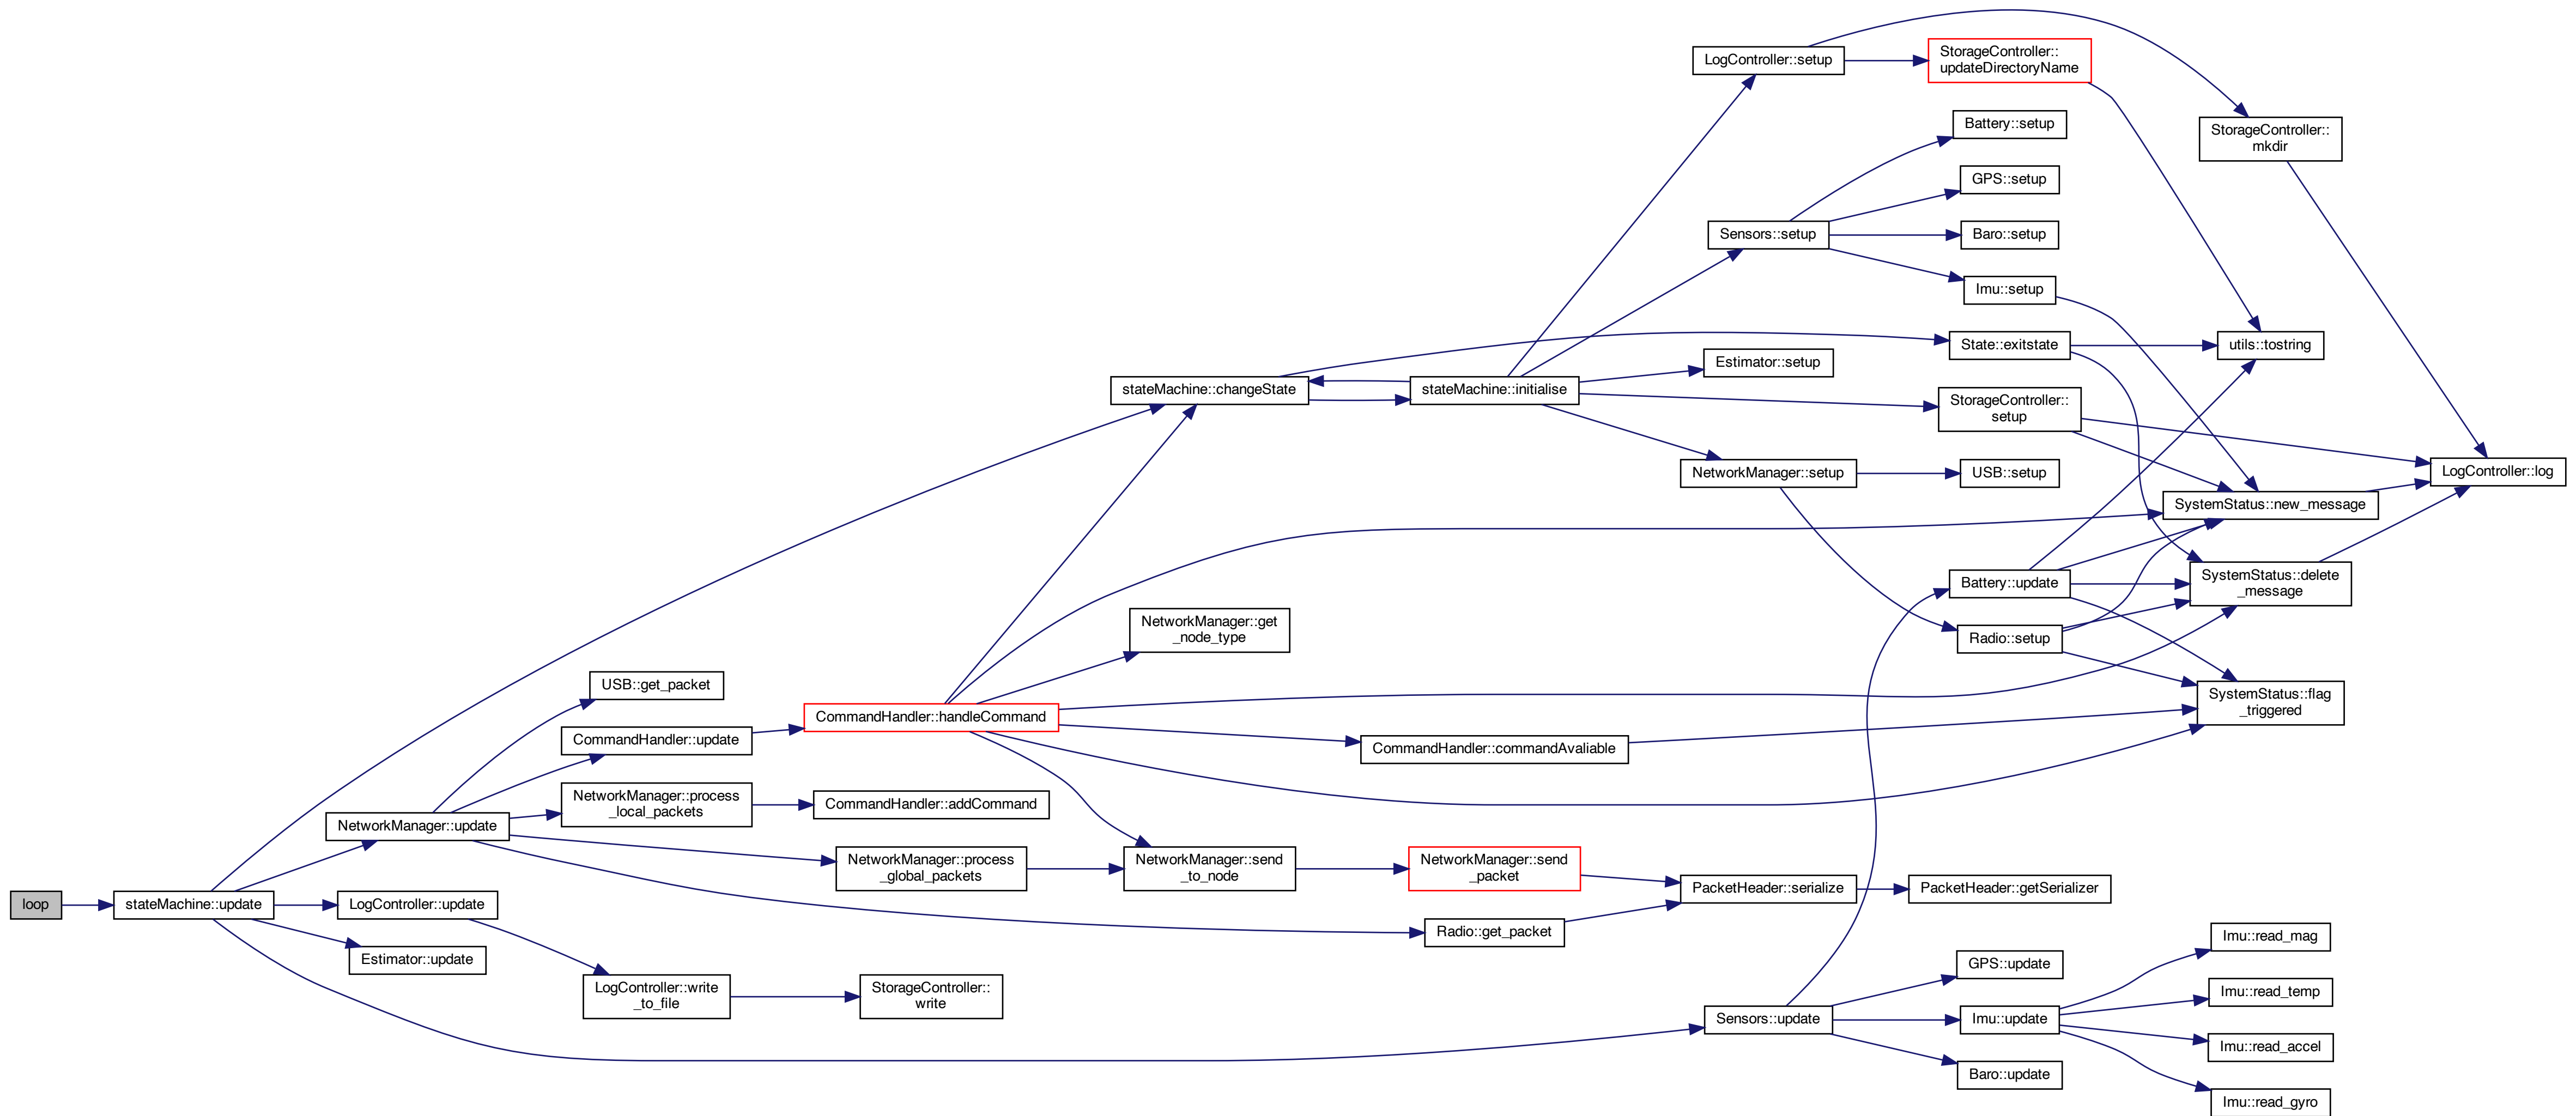 loop
stateMachine::update
NetworkManager::update
LogController::update
Estimator::update
USB::get_packet
CommandHandler::update
NetworkManager::process
_local_packets
LogController::write
_to_file
CommandHandler::handleCommand
CommandHandler::addCommand
NetworkManager::process
_global_packets
StorageController::
write
stateMachine::changeState
NetworkManager::get
_node_type
NetworkManager::send
_to_node
stateMachine::initialise
CommandHandler::commandAvaliable
NetworkManager::send
_packet
Radio::get_packet
LogController::setup
Sensors::setup
Estimator::setup
NetworkManager::setup
PacketHeader::serialize
Sensors::update
StorageController::
updateDirectoryName
Battery::setup
GPS::setup
Baro::setup
Imu::setup
State::exitstate
StorageController::
setup
USB::setup
Battery::update
Radio::setup
PacketHeader::getSerializer
GPS::update
Imu::update
Baro::update
StorageController::
mkdir
utils::tostring
SystemStatus::new_message
SystemStatus::delete
_message
SystemStatus::flag
_triggered
Imu::read_mag
Imu::read_temp
Imu::read_accel
Imu::read_gyro
LogController::log